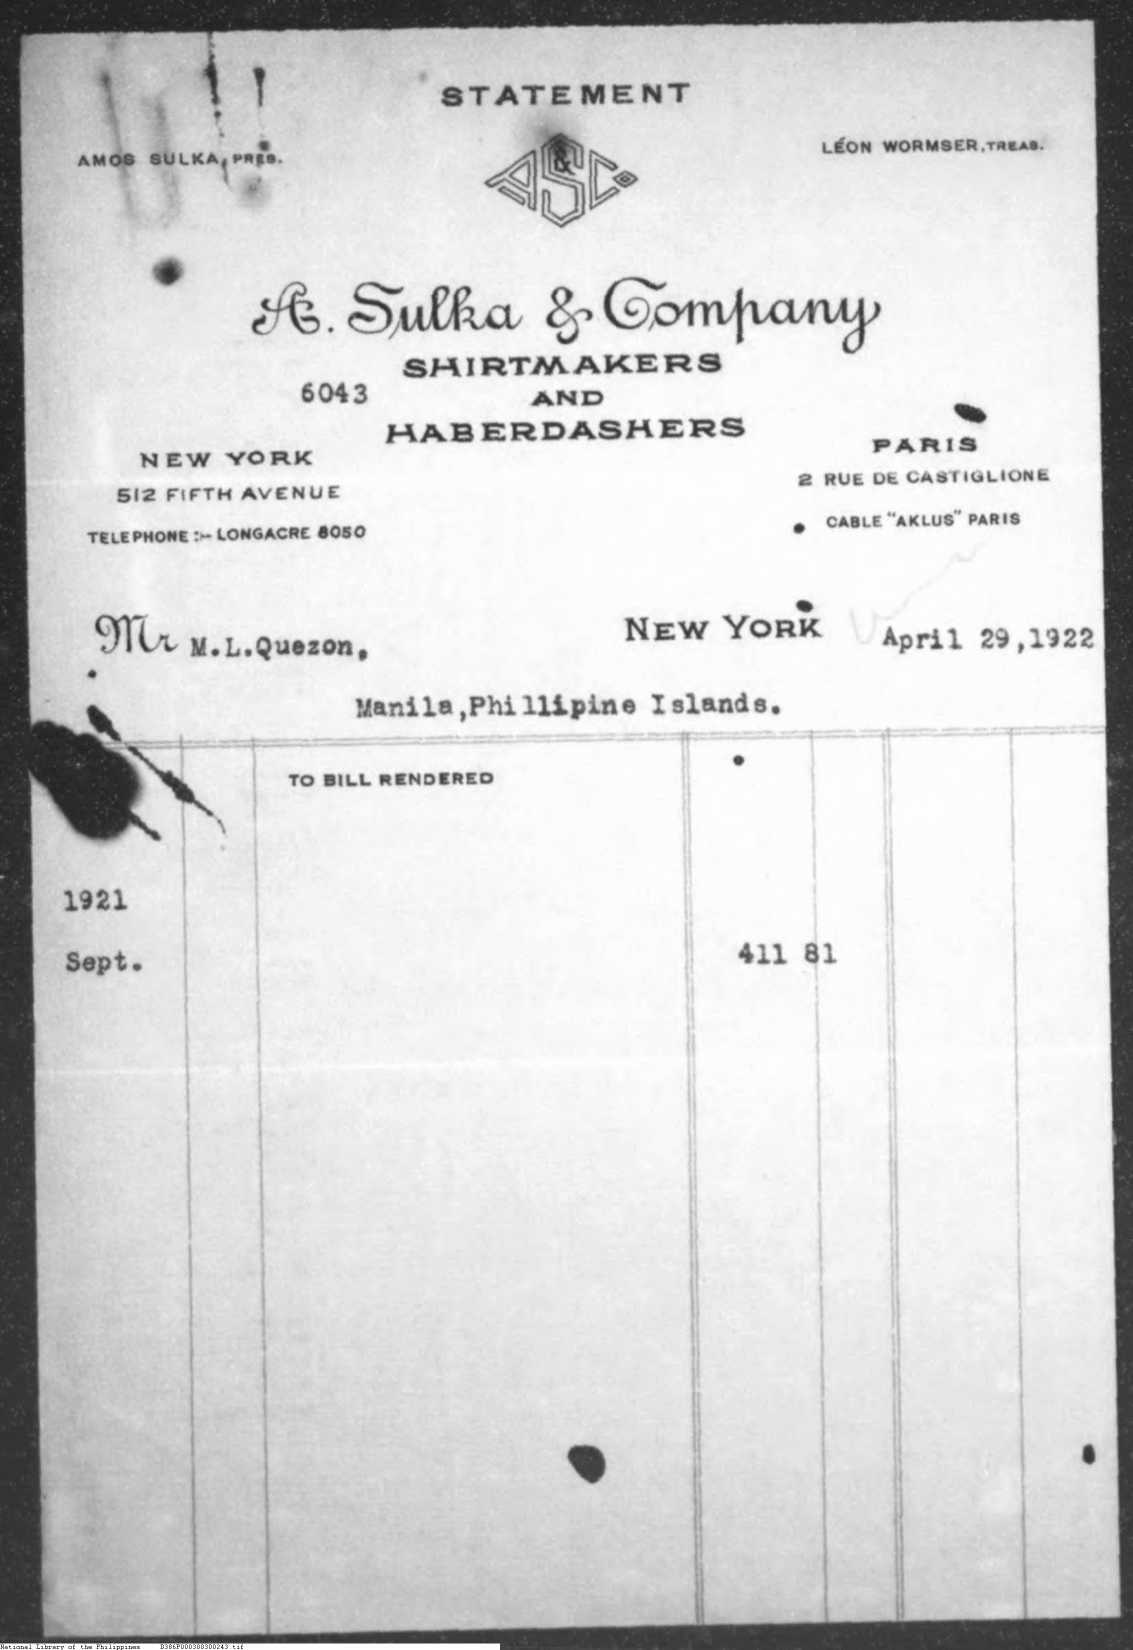 STATEMENT
AMOS SULKA, PRES.
LÉON WORMSER, TREAS.
AS&Co
A. Sulka & Company
SHIRTMAKERS
6043
AND
HABERDASHERS
NEW YORK
512 FIFTH AVENUE
TELEPHONE:- LONGACRE 8050
PARIS
2 RUE DE CASTIGLIONE
CABLE "AKLUS" PARIS
Mr M.L.Quezon,
NEW YORK April 29,1922
Manila,Phillipine Islands.
TO BILL RENDERED
1921
Sept. 411 81
National Library of the Philippines